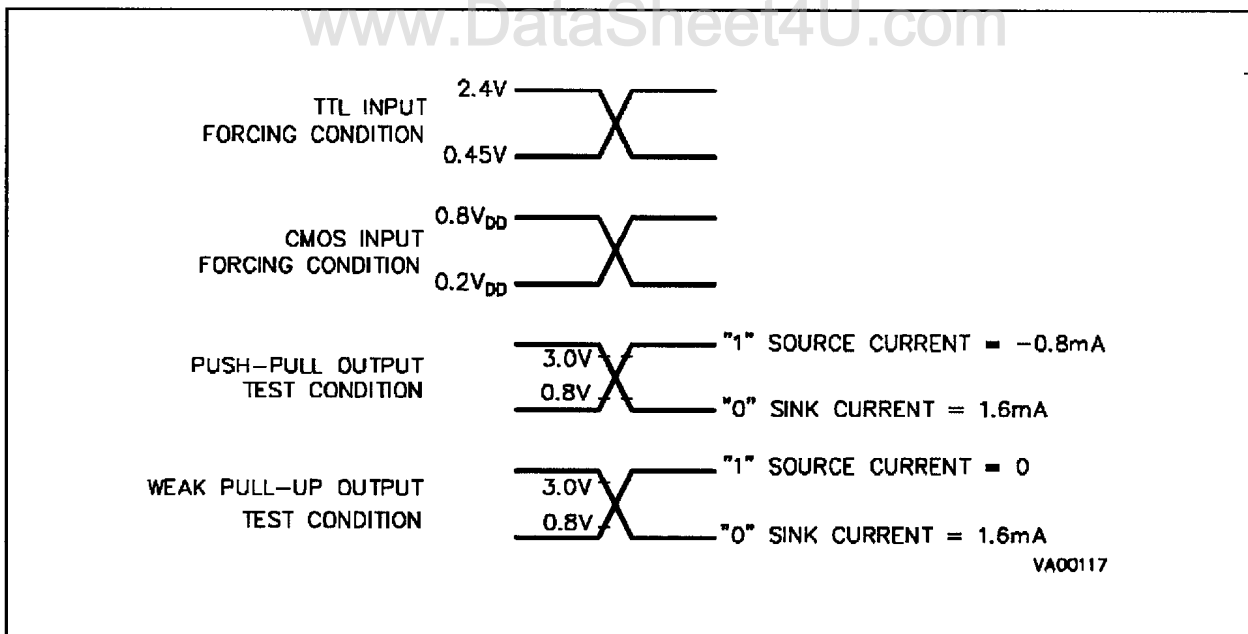 www.DataSheet4U.com
TTL INPUT
FORCING CONDITION
2.4V
0.45V
CMOS INPUT
FORCING CONDITION
0.8V_DD
0.2V_DD
PUSH-PULL OUTPUT
TEST CONDITION
3.0V
0.8V
"1" SOURCE CURRENT = -0.8mA
"0" SINK CURRENT = 1.6mA
WEAK PULL-UP OUTPUT
TEST CONDITION
3.0V
0.8V
"1" SOURCE CURRENT = 0
"0" SINK CURRENT = 1.6mA
VA00117